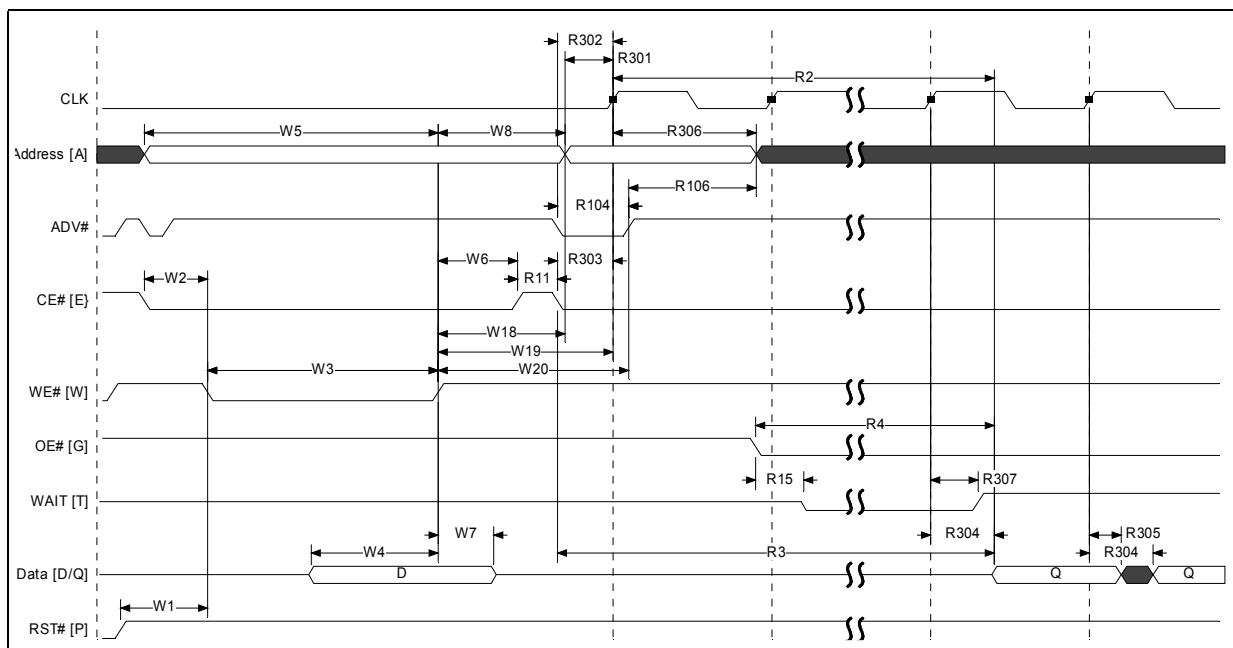 R302
R301
R2
CLK
W5
W8
R306
Address [A]
R106
R104
ADV#
W6
R303
W2
R11
CE# [E}
W18
W19
W3
W20
WE# [W]
R4
OE# [G]
R15
R307
WAIT [T]
W7
R304
R305
W4
R3
R304
Data [D/Q]
D
Q
Q
W1
RST# [P]